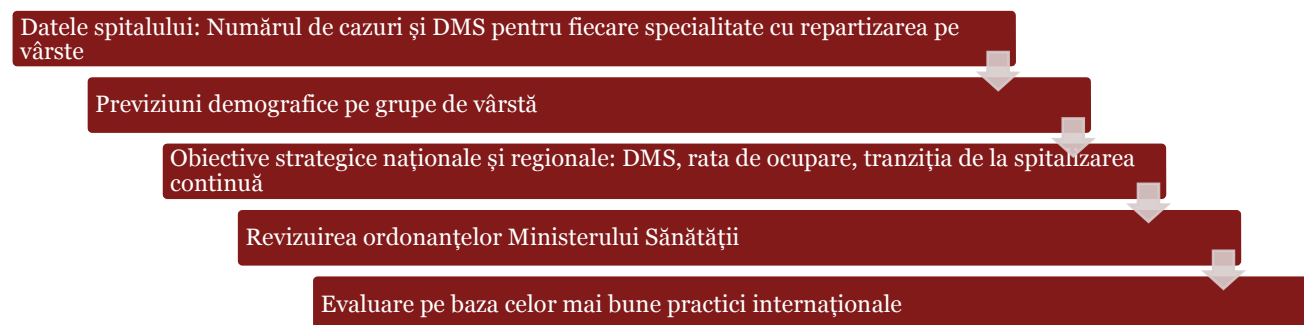 Datele spitalului: Numărul de cazuri și DMS pentru fiecare specialitate cu repartizarea pe
vârste
Previziuni demografice pe grupe de vârstă
Obiective strategice naționale și regionale: DMS, rata de ocupare, tranziția de la spitalizarea
continuă
Revizuirea ordonanțelor Ministerului Sănătății
Evaluare pe baza celor mai bune practici internaționale